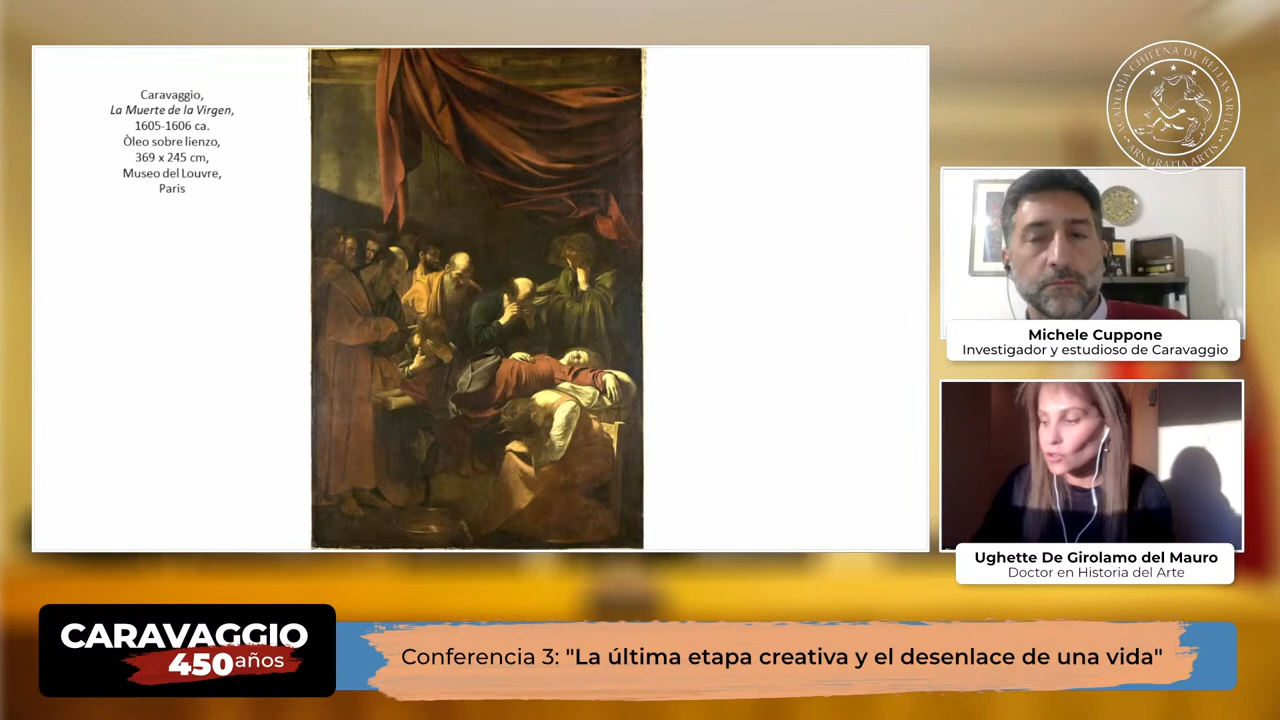 Caravaggio,
La Muerte de la Virgen,
1605-1606 ca.
Òleo sobre lienzo,
369 x 245 cm,
Museo del Louvre,
Paris
ACADEMIA CHILENA DE BELLAS ARTES
ARS GRATIA ARTIS
Michele Cuppone
Investigador y estudioso de Caravaggio
Ughette De Girolamo del Mauro
Doctor en Historia del Arte
CARAVAGGIO
450 años
Conferencia 3: "La última etapa creativa y el desenlace de una vida"